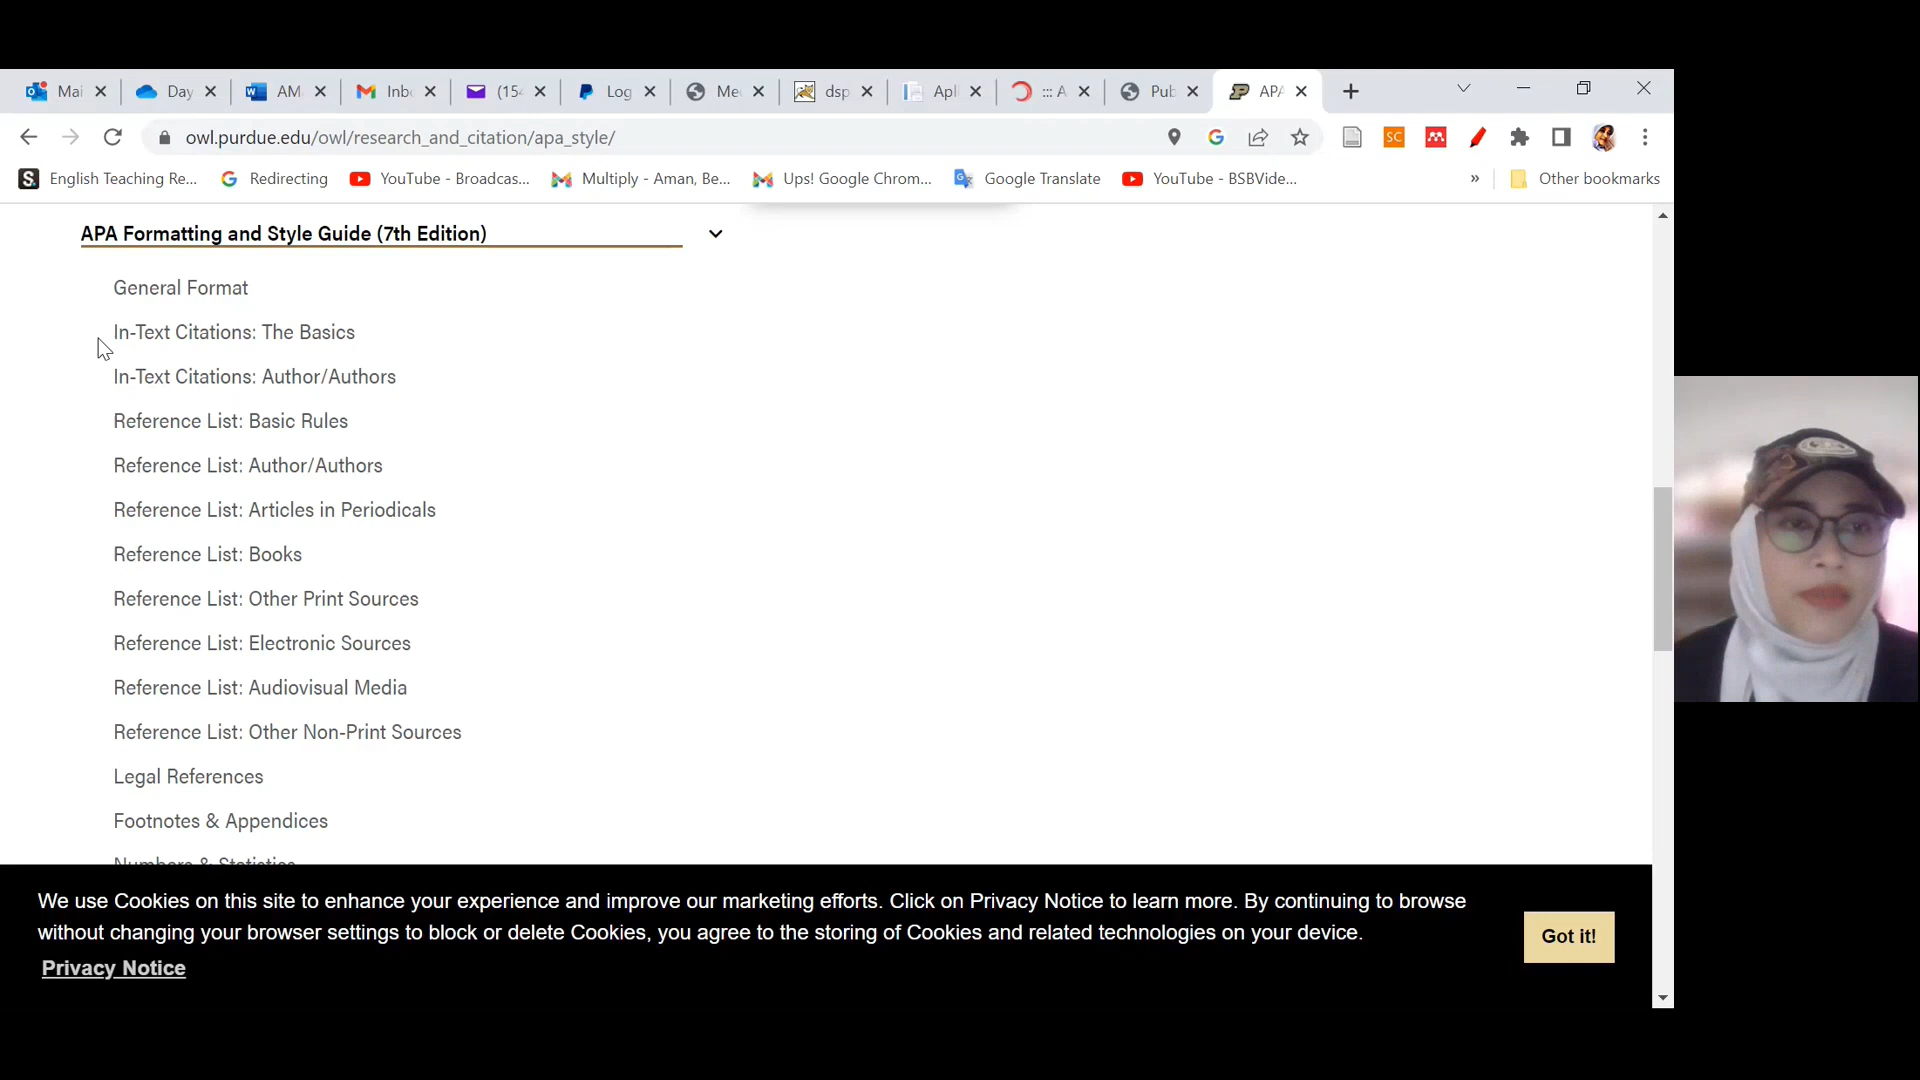 Mai
Day
AM
Inb
(15
Log
Me
dsp
Apl
::: A
Pub
APA
owl.purdue.edu/owl/research_and_citation/apa_style/
SC
S.
English Teaching Re...
Redirecting
YouTube - Broadcas...
Multiply - Aman, Be...
Ups! Google Chrom...
Google Translate
YouTube - BSBVide...
»
Other bookmarks
APA Formatting and Style Guide (7th Edition)
General Format
In-Text Citations: The Basics
In-Text Citations: Author/Authors
Reference List: Basic Rules
Reference List: Author/Authors
Reference List: Articles in Periodicals
Reference List: Books
Reference List: Other Print Sources
Reference List: Electronic Sources
Reference List: Audiovisual Media
Reference List: Other Non-Print Sources
Legal References
Footnotes & Appendices
Numbers & Statistics
We use Cookies on this site to enhance your experience and improve our marketing efforts. Click on Privacy Notice to learn more. By continuing to browse
without changing your browser settings to block or delete Cookies, you agree to the storing of Cookies and related technologies on your device.
Privacy Notice
Got it!